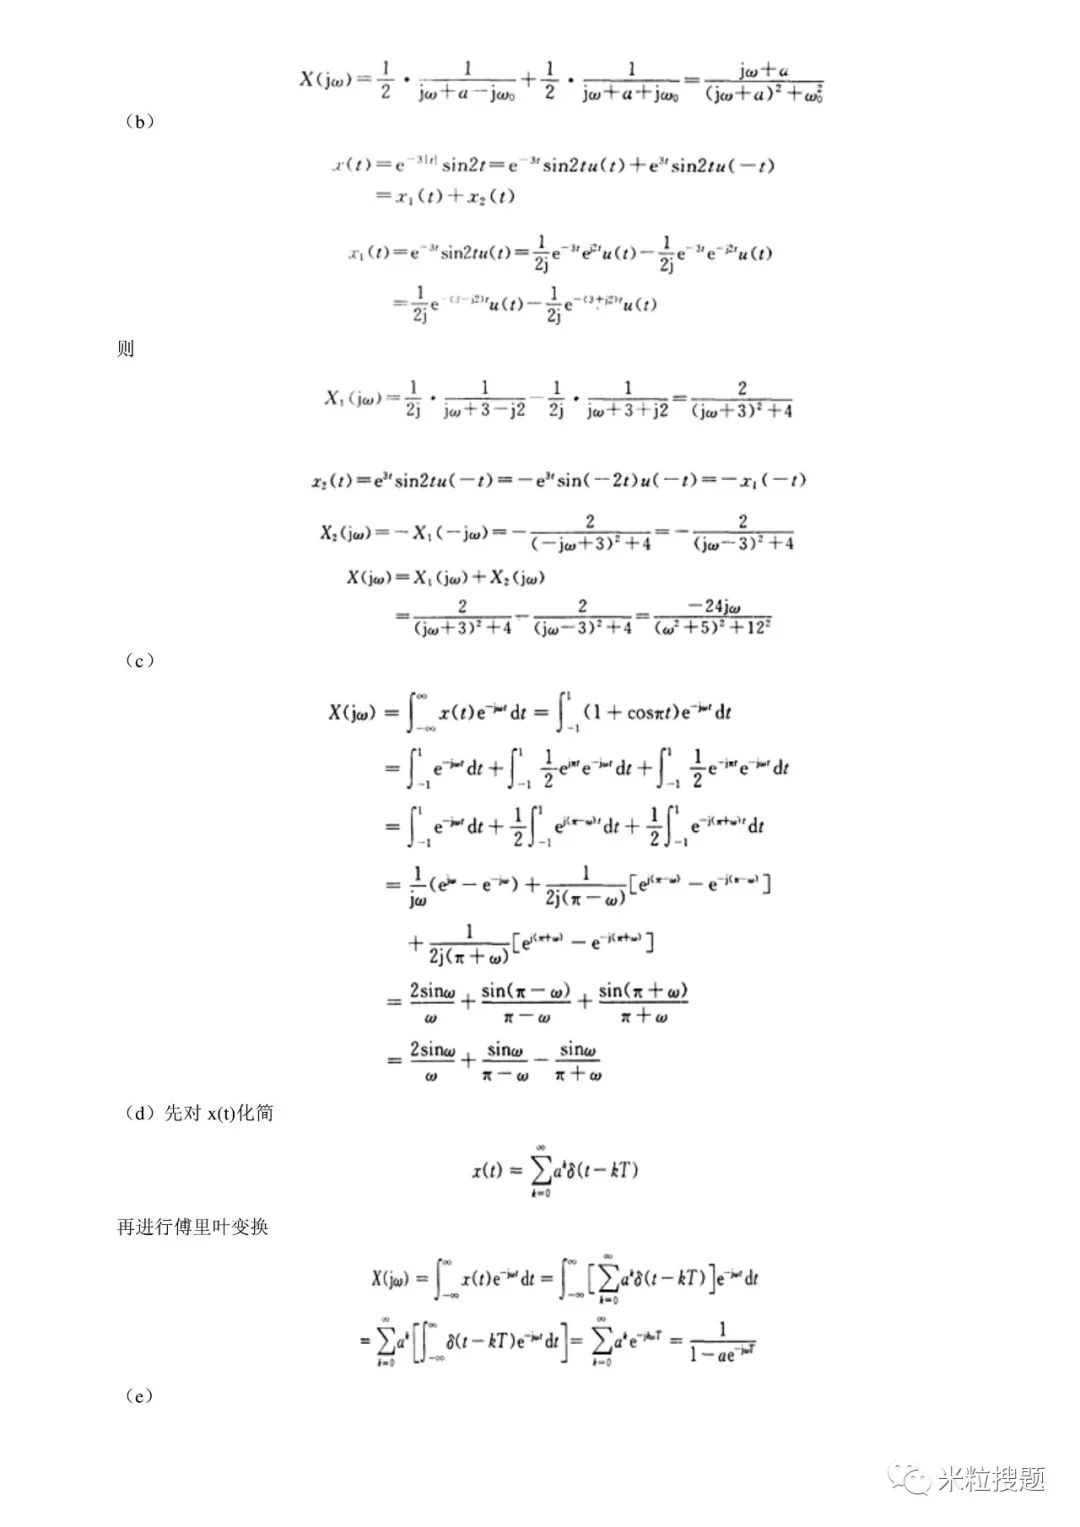 X(jω)=1/2·1/(jω+a−jω₀)+1/2·1/(jω+a+jω₀)=(jω+a)/((jω+a)²+ω₀²)
（b）
x(t)=e^(−3|t|)sin2t=e^(−3t)sin2tu(t)+e^(3t)sin2tu(−t)
=x₁(t)+x₂(t)
x₁(t)=e^(−3t)sin2tu(t)=1/(2j)e^(−3t)e^(j2t)u(t)−1/(2j)e^(−3t)e^(−j2t)u(t)
=1/(2j)e^(−(3−j2)t)u(t)−1/(2j)e^(−(3+j2)t)u(t)
则
X₁(jω)=1/(2j)·1/(jω+3−j2)−1/(2j)·1/(jω+3+j2)=2/((jω+3)²+4)
x₂(t)=e^(3t)sin2tu(−t)=−e^(3t)sin(−2t)u(−t)=−x₁(−t)
X₂(jω)=−X₁(−jω)=−2/((−jω+3)²+4)=−2/((jω−3)²+4)
X(jω)=X₁(jω)+X₂(jω)
=2/((jω+3)²+4)−2/((jω−3)²+4)=−24jω/((ω²+5)²+12²)
（c）
X(jω)=∫_(−∞)^∞ x(t)e^(−jωt)dt=∫_(−1)^1 (1+cosπt)e^(−jωt)dt
=∫_(−1)^1 e^(−jωt)dt+∫_(−1)^1 1/2 e^(jπt)e^(−jωt)dt+∫_(−1)^1 1/2 e^(−jπt)e^(−jωt)dt
=∫_(−1)^1 e^(−jωt)dt+1/2∫_(−1)^1 e^(j(π−ω)t)dt+1/2∫_(−1)^1 e^(−j(π+ω)t)dt
=1/(jω)(e^(jω)−e^(−jω))+1/(2j(π−ω))[e^(j(π−ω))−e^(−j(π−ω))]
+1/(2j(π+ω))[e^(j(π+ω))−e^(−j(π+ω))]
=2sinω/ω+sin(π−ω)/(π−ω)+sin(π+ω)/(π+ω)
=2sinω/ω+sinω/(π−ω)−sinω/(π+ω)
（d）先对 x(t)化简
x(t)=∑_(k=0)^∞ a^k δ(t−kT)
再进行傅里叶变换
X(jω)=∫_(−∞)^∞ x(t)e^(−jωt)dt=∫_(−∞)^∞ [∑_(k=0)^∞ a^k δ(t−kT)]e^(−jωt)dt
=∑_(k=0)^∞ a^k[∫_(−∞)^∞ δ(t−kT)e^(−jωt)dt]=∑_(k=0)^∞ a^k e^(−jkωT)=1/(1−ae^(−jωT))
（e）
米粒搜题